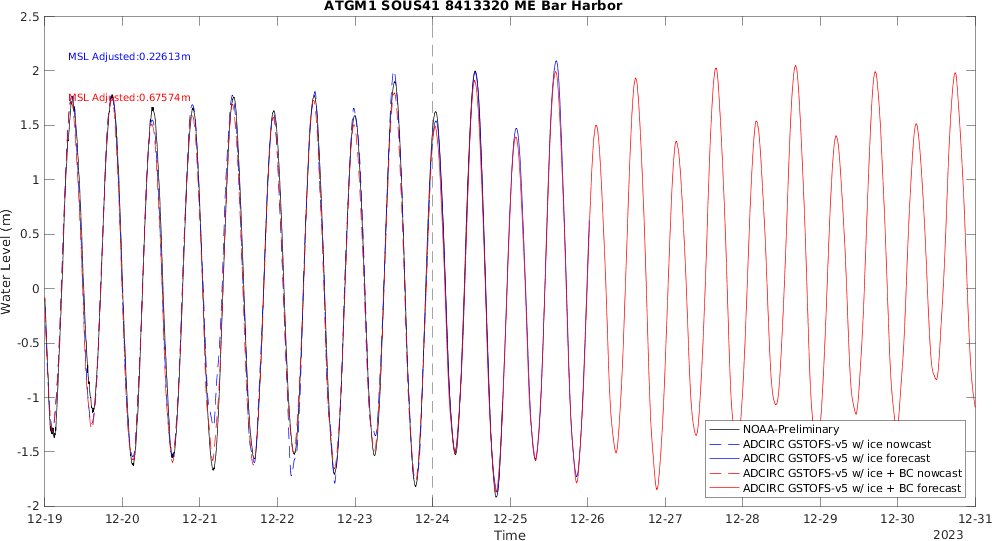 ATGM1 SOUS41 8413320 ME Bar Harbor
MSL Adjusted:0.22613m
MSL Adjusted:0.67574m
Water Level (m)
2.5
2
1.5
1
0.5
0
-0.5
-1
-1.5
-2
NOAA-Preliminary
ADCIRC GSTOFS-v5 w/ ice nowcast
ADCIRC GSTOFS-v5 w/ ice forecast
ADCIRC GSTOFS-v5 w/ ice + BC nowcast
ADCIRC GSTOFS-v5 w/ ice + BC forecast
12-19 12-20 12-21 12-22 12-23 12-24 12-25 12-26 12-27 12-28 12-29 12-30 12-31
Time
2023